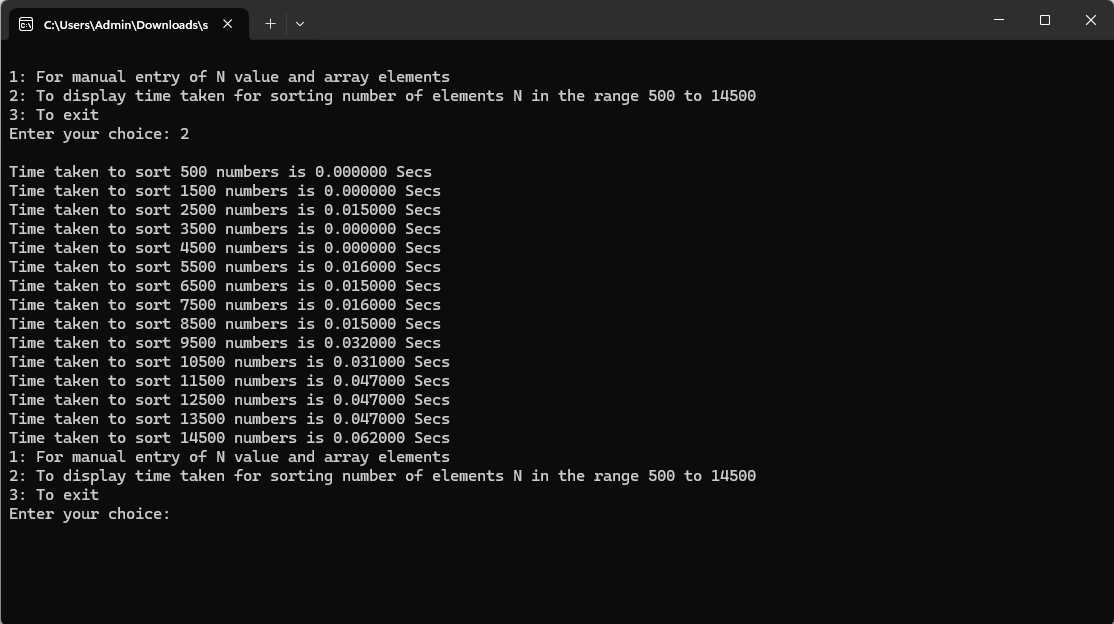 C:\Users\Admin\Downloads\s
1: For manual entry of N value and array elements
2: To display time taken for sorting number of elements N in the range 500 to 14500
3: To exit
Enter your choice: 2
Time taken to sort 500 numbers is 0.000000 Secs
Time taken to sort 1500 numbers is 0.000000 Secs
Time taken to sort 2500 numbers is 0.015000 Secs
Time taken to sort 3500 numbers is 0.000000 Secs
Time taken to sort 4500 numbers is 0.000000 Secs
Time taken to sort 5500 numbers is 0.016000 Secs
Time taken to sort 6500 numbers is 0.015000 Secs
Time taken to sort 7500 numbers is 0.016000 Secs
Time taken to sort 8500 numbers is 0.015000 Secs
Time taken to sort 9500 numbers is 0.032000 Secs
Time taken to sort 10500 numbers is 0.031000 Secs
Time taken to sort 11500 numbers is 0.047000 Secs
Time taken to sort 12500 numbers is 0.047000 Secs
Time taken to sort 13500 numbers is 0.047000 Secs
Time taken to sort 14500 numbers is 0.062000 Secs
1: For manual entry of N value and array elements
2: To display time taken for sorting number of elements N in the range 500 to 14500
3: To exit
Enter your choice: